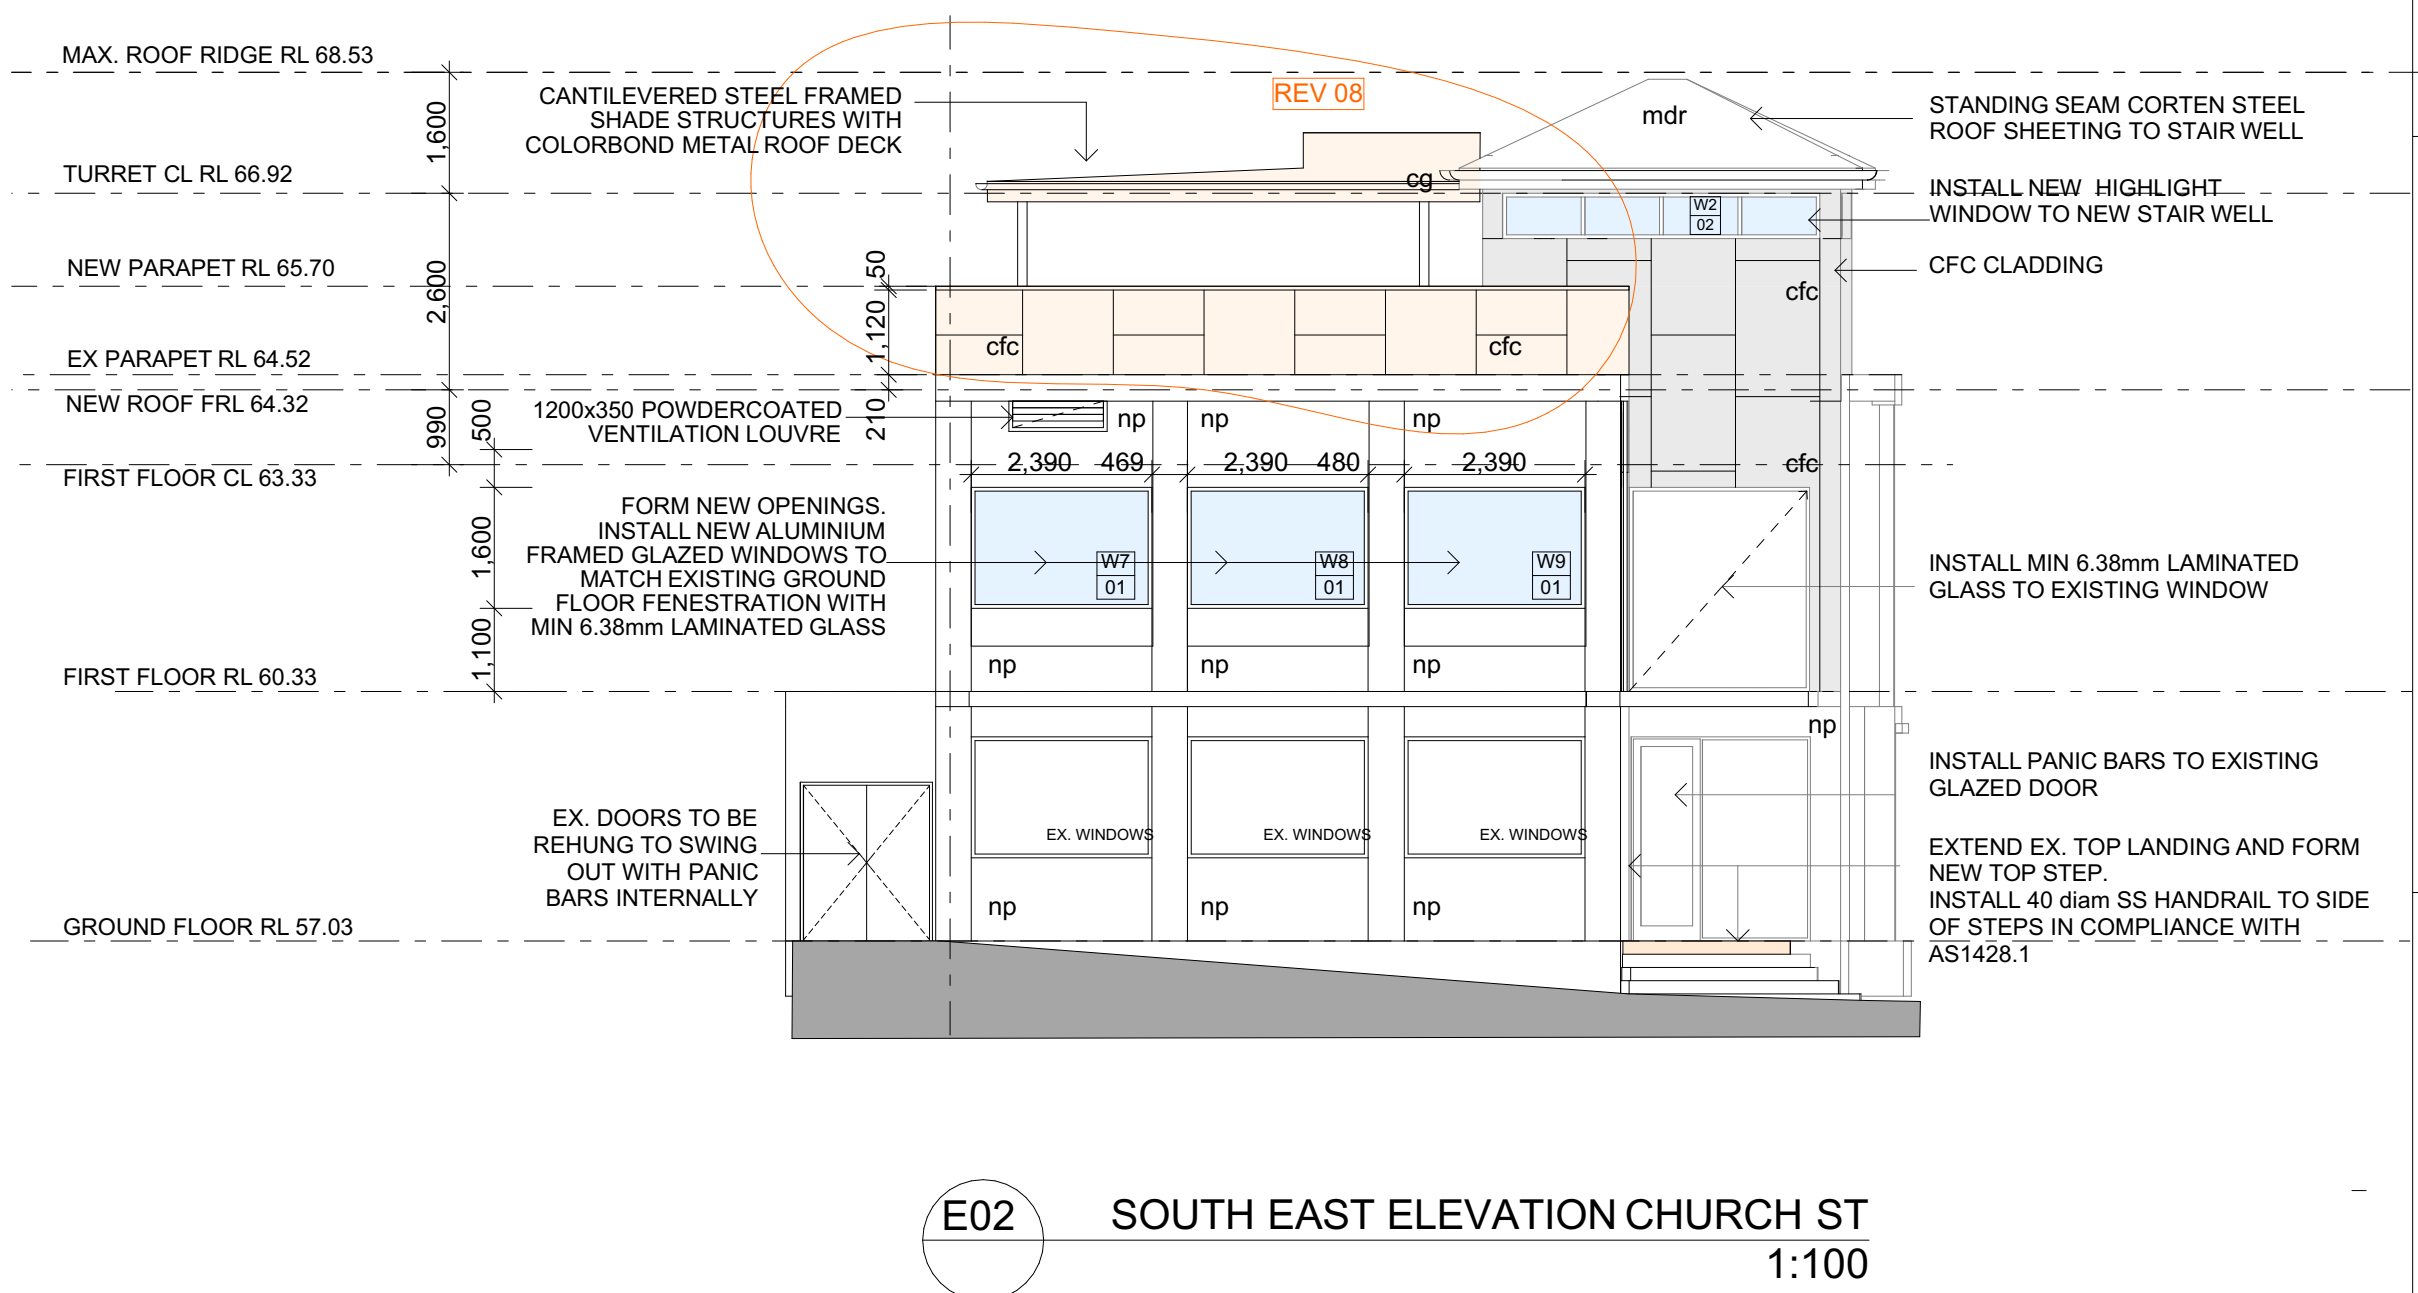 MAX. ROOF RIDGE RL 68.53
TURRET CL RL 66.92
NEW PARAPET RL 65.70
EX PARAPET RL 64.52
NEW ROOF FRL 64.32
FIRST FLOOR CL 63.33
FIRST FLOOR RL 60.33
GROUND FLOOR RL 57.03
1,600
2,600
990
500
1,600
1,100
50
1,120
210
CANTILEVERED STEEL FRAMED
SHADE STRUCTURES WITH
COLORBOND METAL ROOF DECK
1200x350 POWDERCOATED
VENTILATION LOUVRE
FORM NEW OPENINGS.
INSTALL NEW ALUMINIUM
FRAMED GLAZED WINDOWS TO
MATCH EXISTING GROUND
FLOOR FENESTRATION WITH
MIN 6.38mm LAMINATED GLASS
EX. DOORS TO BE
REHUNG TO SWING
OUT WITH PANIC
BARS INTERNALLY
REV 08
mdr
cg
W2
02
cfc
cfc
cfc
np
np
np
2,390
469
2,390
480
2,390
cfc
W7
01
W8
01
W9
01
np
np
np
np
EX. WINDOWS
EX. WINDOWS
EX. WINDOWS
np
np
np
STANDING SEAM CORTEN STEEL
ROOF SHEETING TO STAIR WELL
INSTALL NEW HIGHLIGHT
WINDOW TO NEW STAIR WELL
CFC CLADDING
INSTALL MIN 6.38mm LAMINATED
GLASS TO EXISTING WINDOW
INSTALL PANIC BARS TO EXISTING
GLAZED DOOR
EXTEND EX. TOP LANDING AND FORM
NEW TOP STEP.
INSTALL 40 diam SS HANDRAIL TO SIDE
OF STEPS IN COMPLIANCE WITH
AS1428.1
E02
SOUTH EAST ELEVATION CHURCH ST
1:100